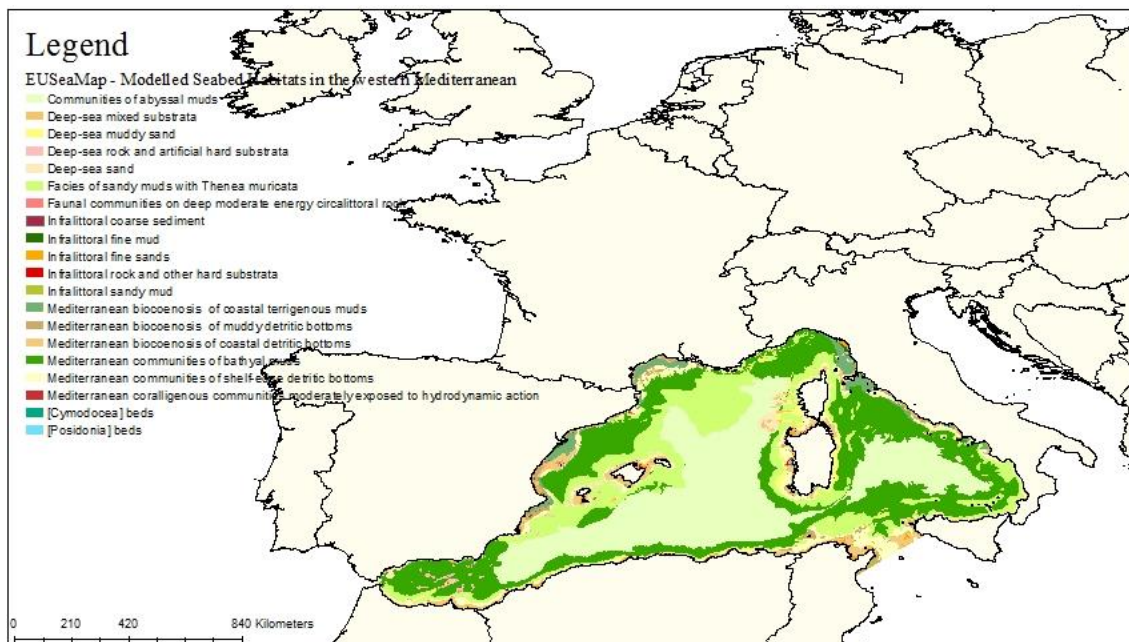 Legend
EUSeaMap - Modelled Seabed Habitats in the western Mediterranean
Communities of abyssal muds
Deep-sea mixed substrata
Deep-sea muddy sand
Deep-sea rock and artificial hard substrata
Deep-sea sand
Facies of sandy muds with Thenea muricata
Faunal communities on deep moderate energy circalittoral rock
Infralittoral coarse sediment
Infralittoral fine mud
Infralittoral fine sands
Infralittoral rock and other hard substrata
Infralittoral sandy mud
Mediterranean biocoenosis of coastal terrigenous muds
Mediterranean biocoenosis of muddy detritic bottoms
Mediterranean biocoenosis of coastal detritic bottoms
Mediterranean communities of bathyal muds
Mediterranean communities of shelf-edge detritic bottoms
Mediterranean coralligenous communities moderately exposed to hydrodynamic action
[Cymodocea] beds
[Posidonia] beds
0 210 420 840 Kilometers